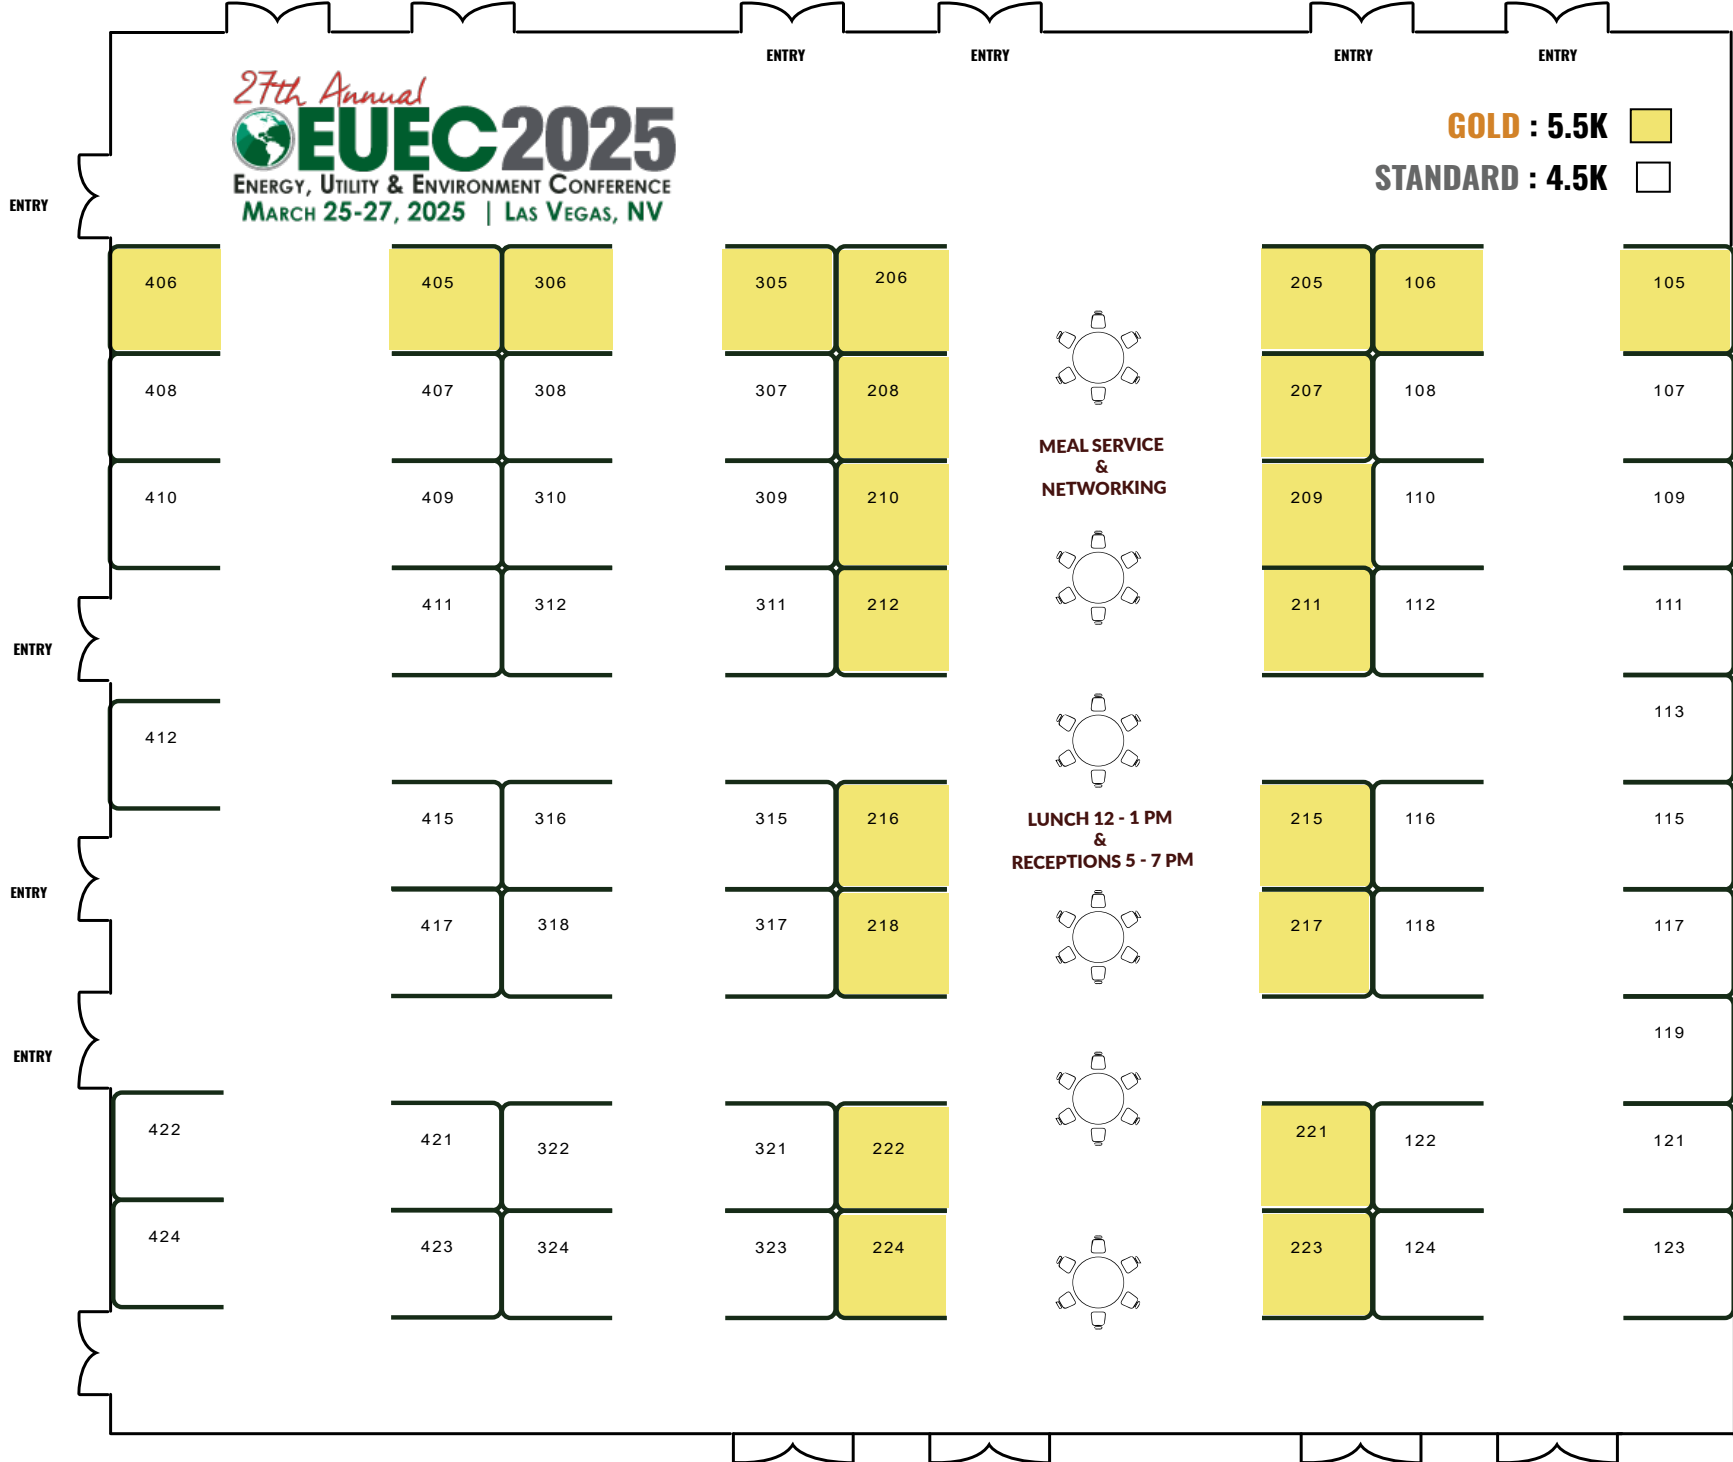 ENTRY ENTRY ENTRY ENTRY
27th Annual
EUEC2025
ENERGY, UTILITY & ENVIRONMENT CONFERENCE
MARCH 25-27, 2025 | LAS VEGAS, NV
GOLD : 5.5K
STANDARD : 4.5K
ENTRY
406 405 306 305 206 205 106 105
408 407 308 307 208 207 108 107
MEAL SERVICE
&
NETWORKING
410 409 310 309 210 209 110 109
411 312 311 212 211 112 111
ENTRY
412 113
415 316 315 216 215 116 115
LUNCH 12 - 1 PM
&
RECEPTIONS 5 - 7 PM
ENTRY
417 318 317 218 217 118 117
119
ENTRY
422 421 322 321 222 221 122 121
424 423 324 323 224 223 124 123